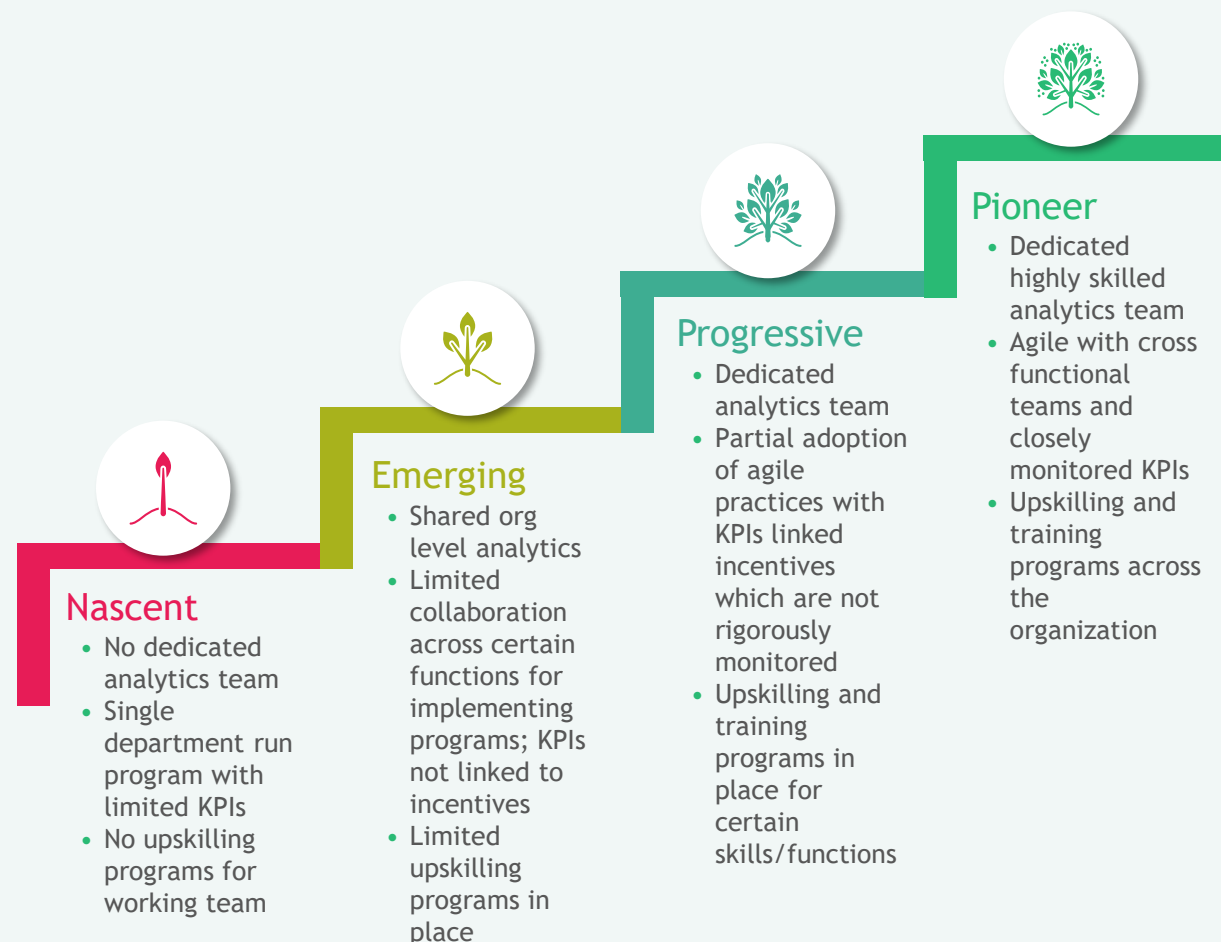 Nascent
• No dedicated
analytics team
• Single
department run
program with
limited KPIs
• No upskilling
programs for
working team
Emerging
• Shared org
level analytics
• Limited
collaboration
across certain
functions for
implementing
programs; KPIs
not linked to
incentives
• Limited
upskilling
programs in
place
Progressive
• Dedicated
analytics team
• Partial adoption
of agile
practices with
KPIs linked
incentives
which are not
rigorously
monitored
• Upskilling and
training
programs in
place for
certain
skills/functions
Pioneer
• Dedicated
highly skilled
analytics team
• Agile with cross
functional
teams and
closely
monitored KPIs
• Upskilling and
training
programs across
the
organization